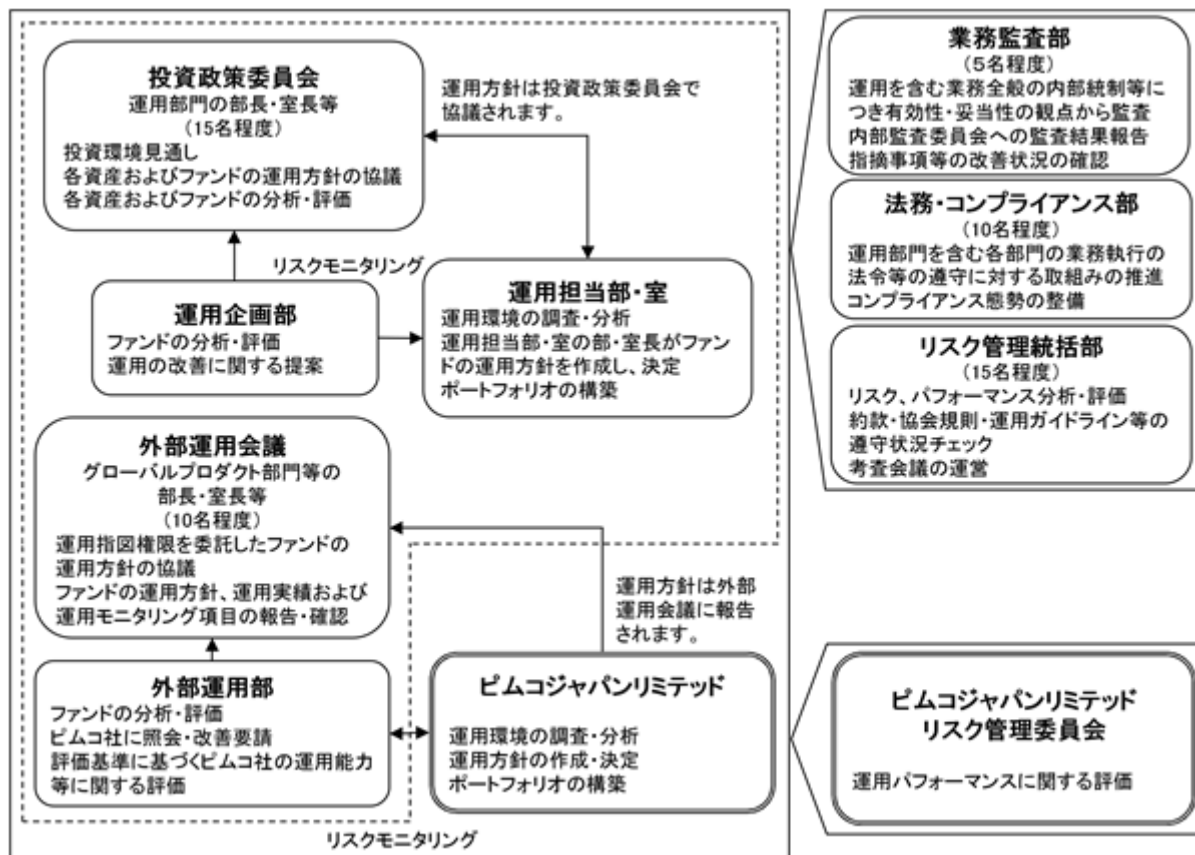 投資政策委員会
運用部門の部長・室長等
(15名程度)
投資環境見通し
各資産およびファンドの運用方針の協議
各資産およびファンドの分析・評価
運用方針は投資政策委員会で
協議されます。
リスクモニタリング
運用企画部
ファンドの分析・評価
運用の改善に関する提案
運用担当部・室
運用環境の調査・分析
運用担当部・室の部・室長がファン
ドの運用方針を作成し、決定
ポートフォリオの構築
外部運用会議
グローバルプロダクト部門等の
部長・室長等
(10名程度)
運用指図権限を委託したファンドの
運用方針の協議
ファンドの運用方針、運用実績および
運用モニタリング項目の報告・確認
運用方針は外部
運用会議に報告
されます。
外部運用部
ファンドの分析・評価
ピムコ社に照会・改善要請
評価基準に基づくピムコ社の運用能力
等に関する評価
ピムコジャパンリミテッド
運用環境の調査・分析
運用方針の作成・決定
ポートフォリオの構築
リスクモニタリング
業務監査部
(5名程度)
運用を含む業務全般の内部統制等に
つき有効性・妥当性の観点から監査
内部監査委員会への監査結果報告
指摘事項等の改善状況の確認
法務・コンプライアンス部
(10名程度)
運用部門を含む各部門の業務執行の
法令等の遵守に対する取組みの推進
コンプライアンス態勢の整備
リスク管理統括部
(15名程度)
リスク、パフォーマンス分析・評価
約款・協会規則・運用ガイドライン等の
遵守状況チェック
考査会議の運営
ピムコジャパンリミテッド
リスク管理委員会
運用パフォーマンスに関する評価